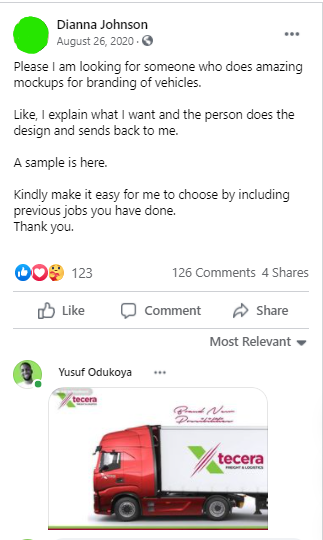 Dianna Johnson
August 26, 2020 ·
Please I am looking for someone who does amazing
mockups for branding of vehicles.
Like, I explain what I want and the person does the
design and sends back to me.
A sample is here.
Kindly make it easy for me to choose by including
previous jobs you have done.
Thank you.
123
126 Comments 4 Shares
Like
Comment
Share
Most Relevant
Yusuf Odukoya
tecera
Brand New
Possibilities
tecera
FREIGHT & LOGISTICS